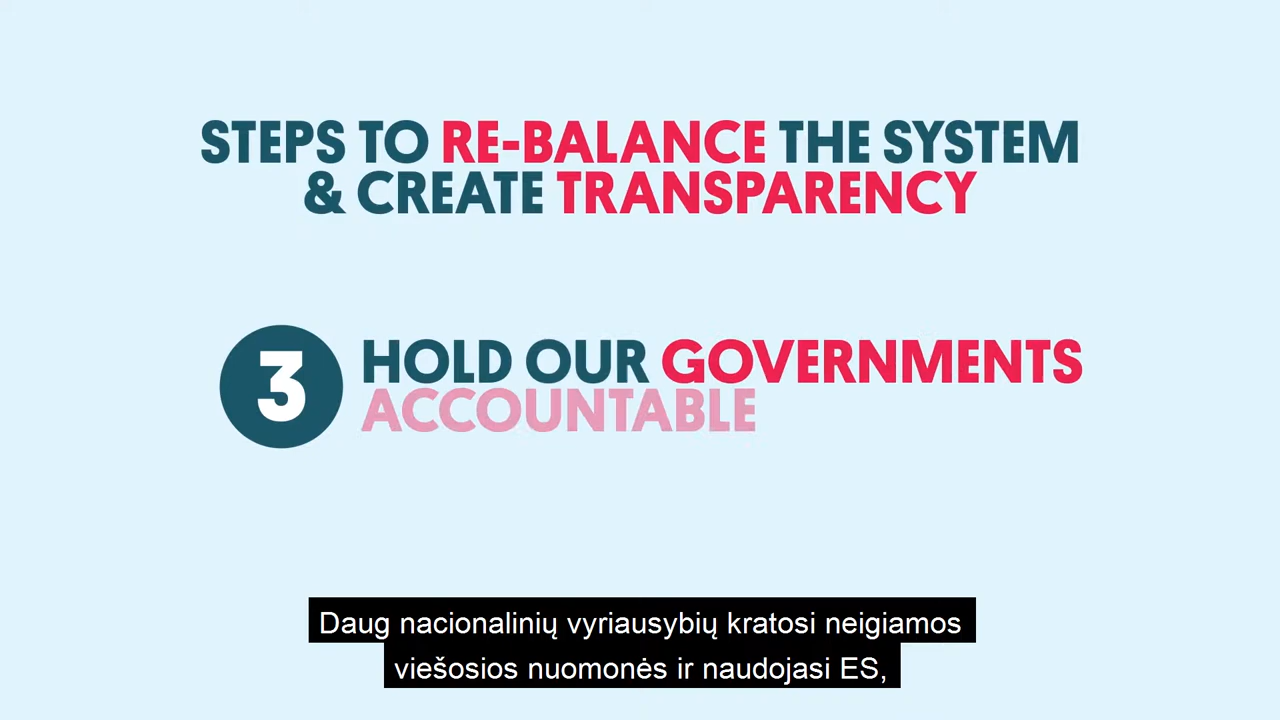 STEPS TO RE-BALANCE THE SYSTEM
& CREATE TRANSPARENCY
3
HOLD OUR GOVERNMENTS
ACCOUNTABLE
Daug nacionalinių vyriausybių kratosi neigiamos
viešosios nuomonės ir naudojasi ES,